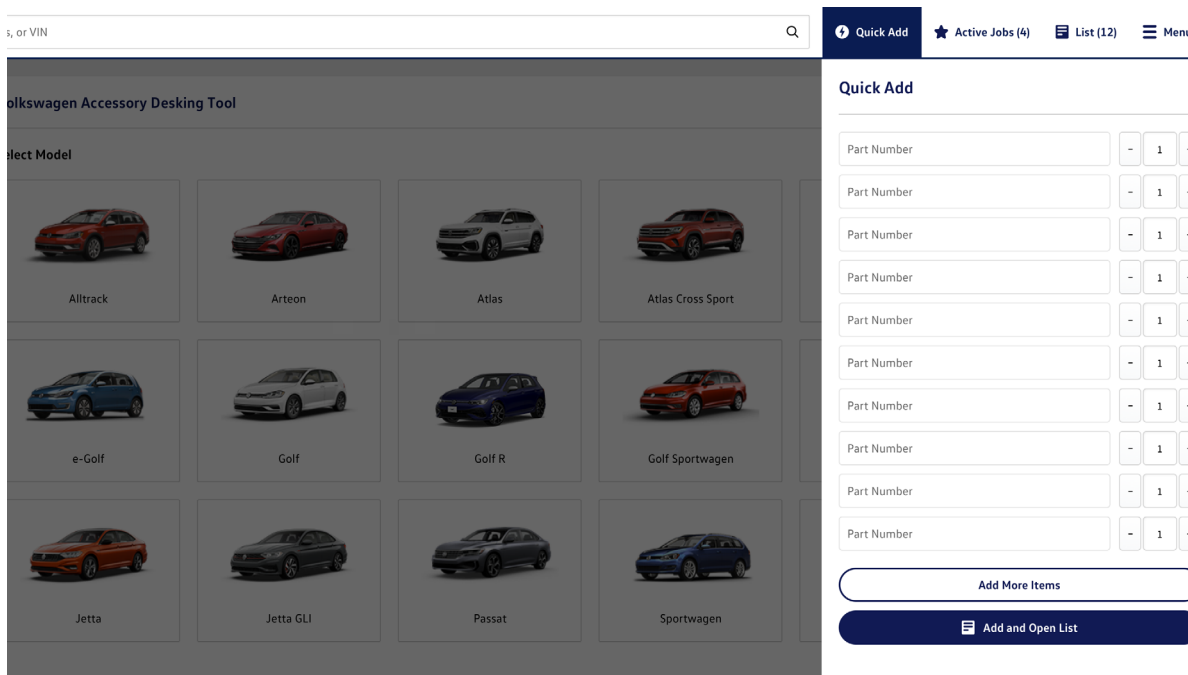 s, or VIN
Quick Add
Active Jobs (4)
List (12)
Menu
olkswagen Accessory Desking Tool
elect Model
Alltrack
Arteon
Atlas
Atlas Cross Sport
e-Golf
Golf
Golf R
Golf Sportwagen
Jetta
Jetta GLI
Passat
Sportwagen
Quick Add
Part Number - 1
Part Number - 1
Part Number - 1
Part Number - 1
Part Number - 1
Part Number - 1
Part Number - 1
Part Number - 1
Part Number - 1
Part Number - 1
Add More Items
Add and Open List